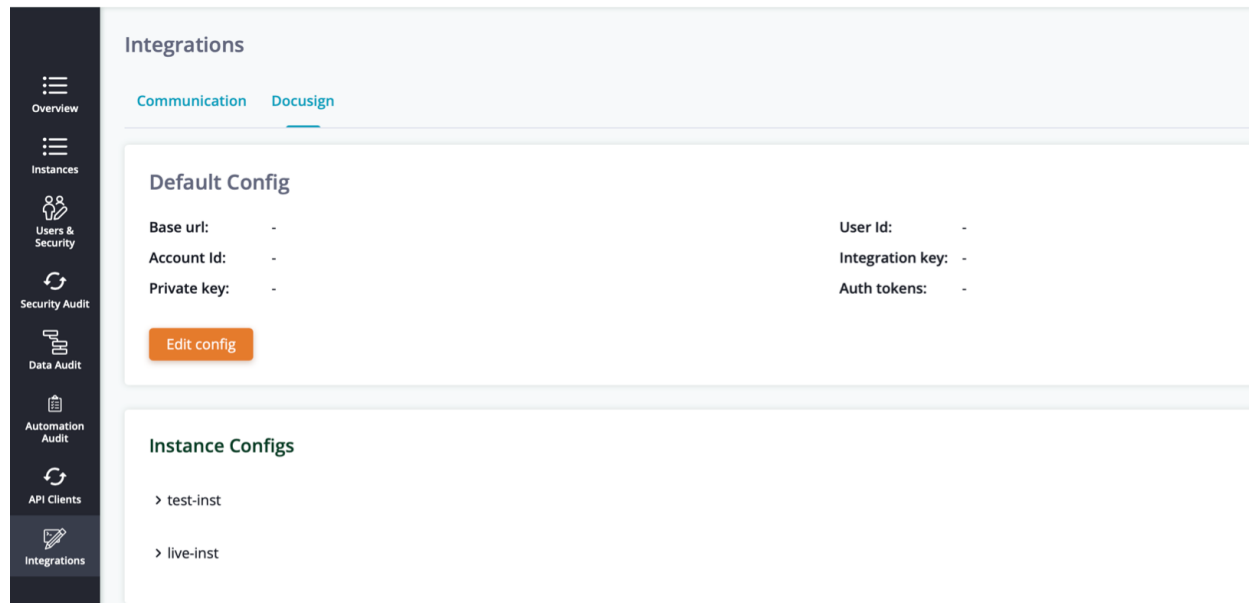 Integrations
Communication
Docusign
Overview
Instances
Users &
Security
Security Audit
Data Audit
Automation
Audit
API Clients
Integrations
Default Config
Base url: -
Account Id: -
Private key: -
User Id: -
Integration key: -
Auth tokens: -
Edit config
Instance Configs
test-inst
live-inst